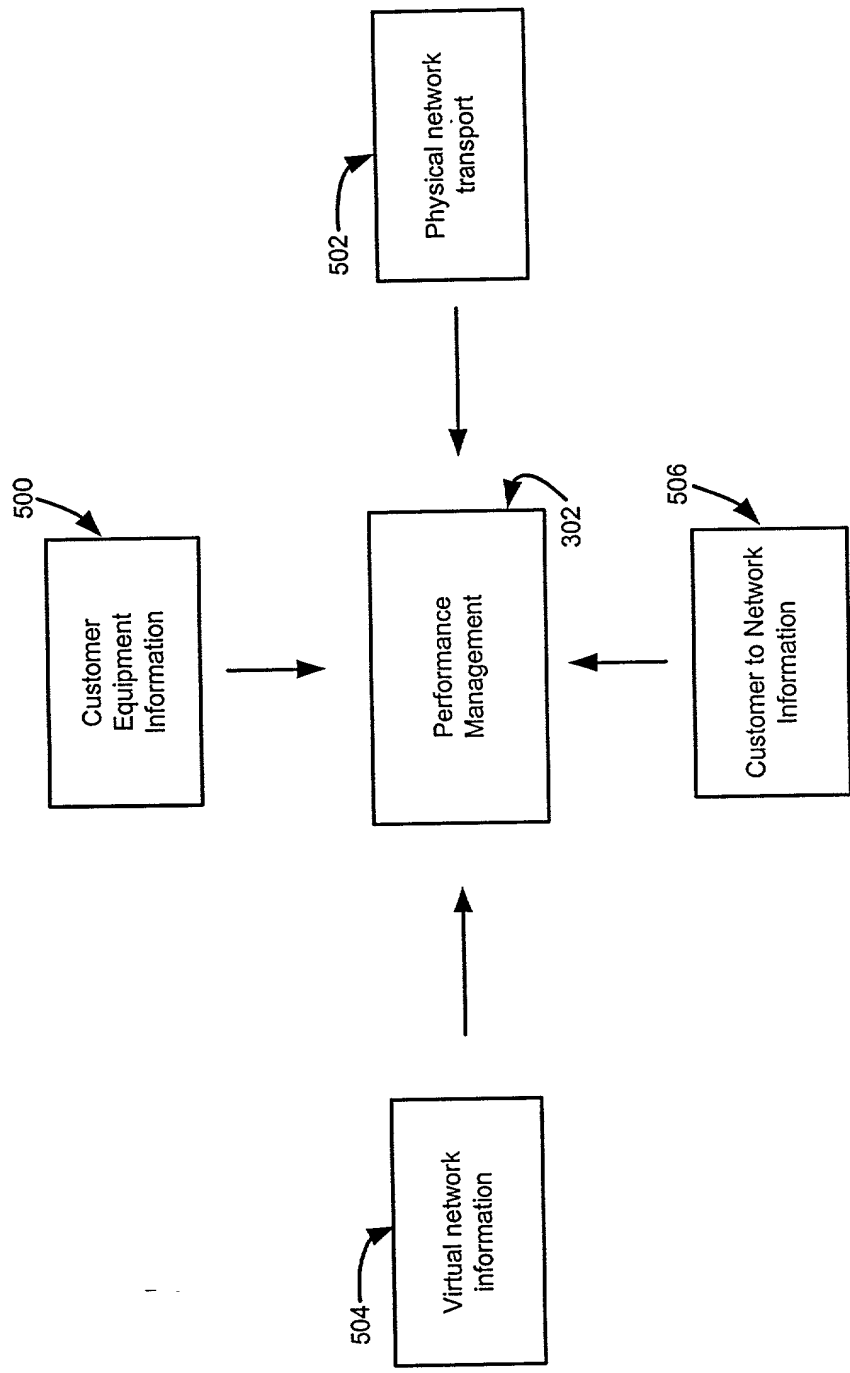 500
Customer
Equipment
Information
504
Virtual network
information
Performance
Management
302
502
Physical network
transport
506
Customer to Network
Information